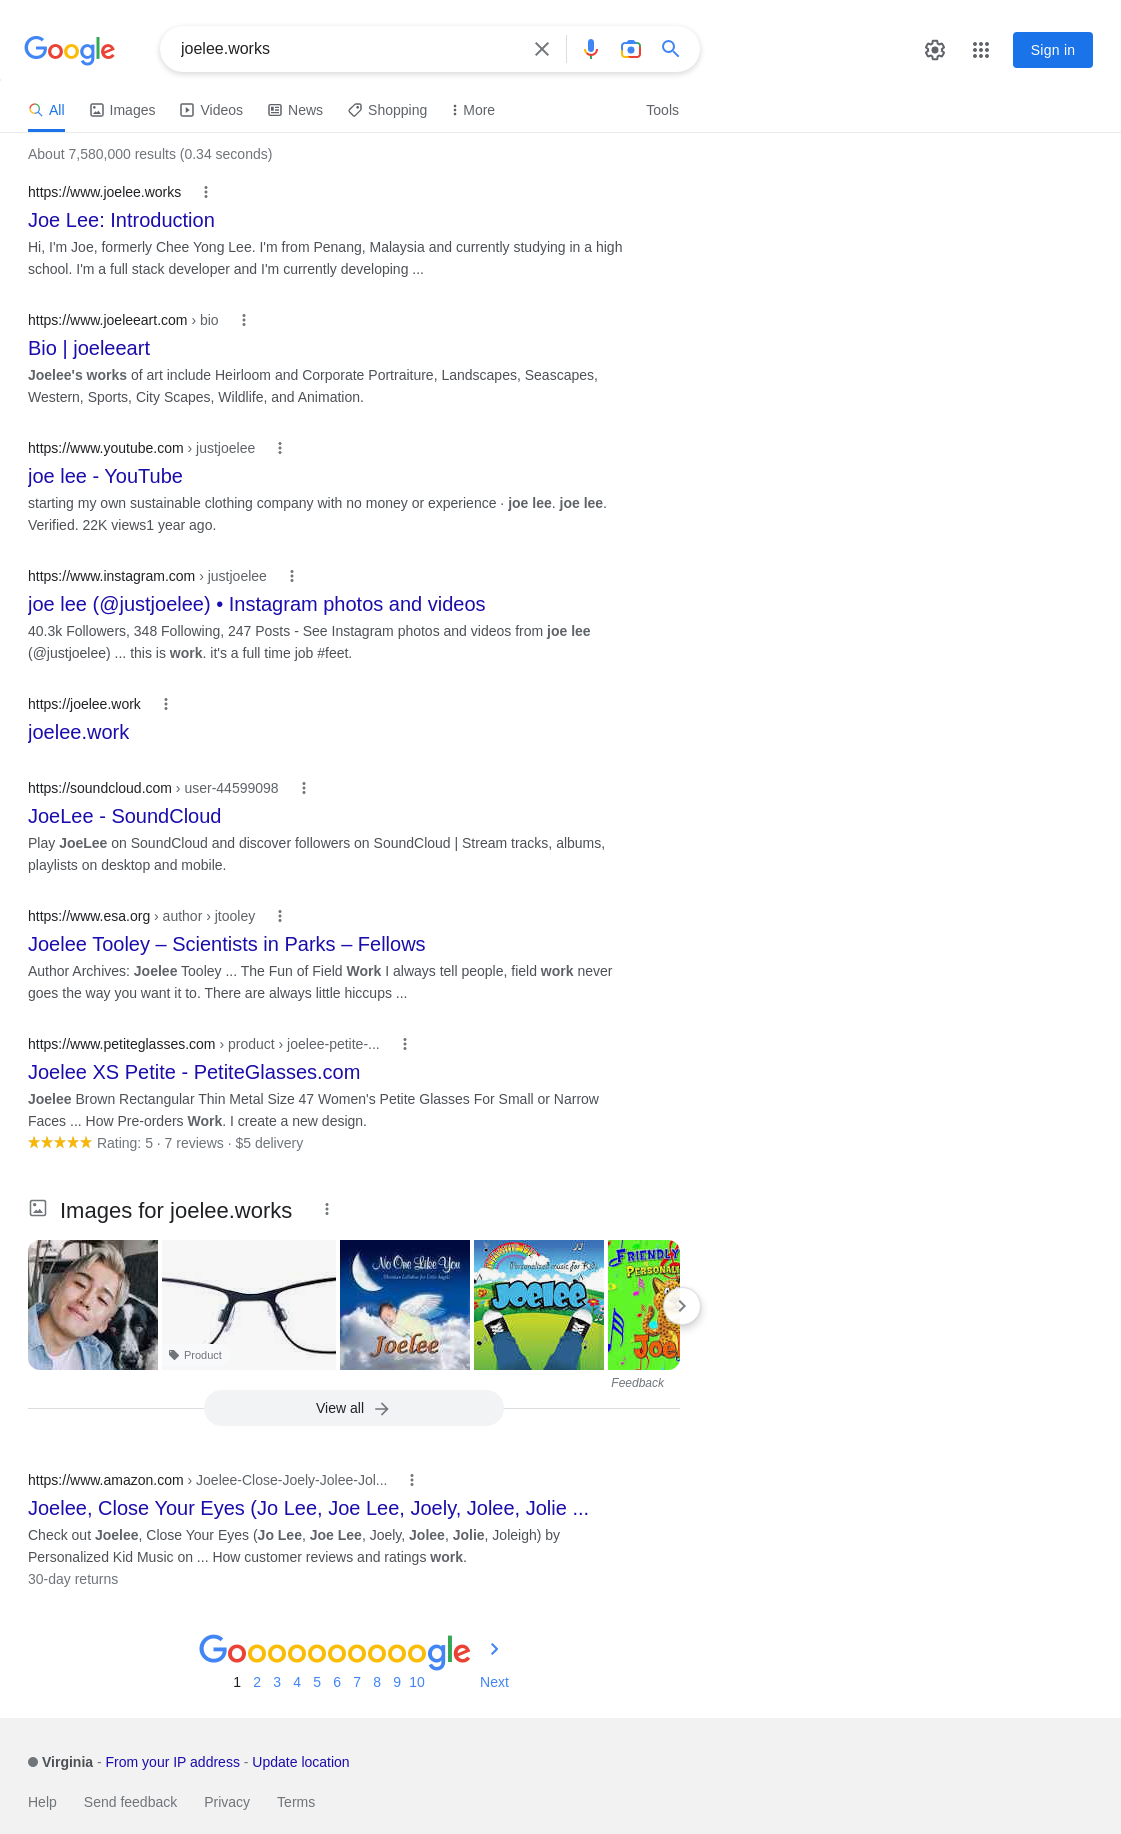 Google
joelee.works
Sign in
All Images Videos News Shopping More Tools
About 7,580,000 results (0.34 seconds)
https://www.joelee.works
Joe Lee: Introduction
Hi, I'm Joe, formerly Chee Yong Lee. I'm from Penang, Malaysia and currently studying in a high
school. I'm a full stack developer and I'm currently developing ...
https://www.joeleeart.com › bio
Bio | joeleeart
Joelee's works of art include Heirloom and Corporate Portraiture, Landscapes, Seascapes,
Western, Sports, City Scapes, Wildlife, and Animation.
https://www.youtube.com › justjoelee
joe lee - YouTube
starting my own sustainable clothing company with no money or experience · joe lee. joe lee.
Verified. 22K views1 year ago.
https://www.instagram.com › justjoelee
joe lee (@justjoelee) • Instagram photos and videos
40.3k Followers, 348 Following, 247 Posts - See Instagram photos and videos from joe lee
(@justjoelee) ... this is work. it's a full time job #feet.
https://joelee.work
joelee.work
https://soundcloud.com › user-44599098
JoeLee - SoundCloud
Play JoeLee on SoundCloud and discover followers on SoundCloud | Stream tracks, albums,
playlists on desktop and mobile.
https://www.esa.org › author › jtooley
Joelee Tooley – Scientists in Parks – Fellows
Author Archives: Joelee Tooley ... The Fun of Field Work I always tell people, field work never
goes the way you want it to. There are always little hiccups ...
https://www.petiteglasses.com › product › joelee-petite-...
Joelee XS Petite - PetiteGlasses.com
Joelee Brown Rectangular Thin Metal Size 47 Women's Petite Glasses For Small or Narrow
Faces ... How Pre-orders Work. I create a new design.
Rating: 5 · 7 reviews · $5 delivery
Images for joelee.works
No One Like You
Christian Lullabies for Little Angels
Joelee
Personalized music for Kids
Joelee
FRIENDLY
PERSONAL
Joe
Product
Feedback
View all
https://www.amazon.com › Joelee-Close-Joely-Jolee-Jol...
Joelee, Close Your Eyes (Jo Lee, Joe Lee, Joely, Jolee, Jolie ...
Check out Joelee, Close Your Eyes (Jo Lee, Joe Lee, Joely, Jolee, Jolie, Joleigh) by
Personalized Kid Music on ... How customer reviews and ratings work.
30-day returns
Goooooooooogle
1 2 3 4 5 6 7 8 9 10 Next
Virginia - From your IP address - Update location
Help Send feedback Privacy Terms